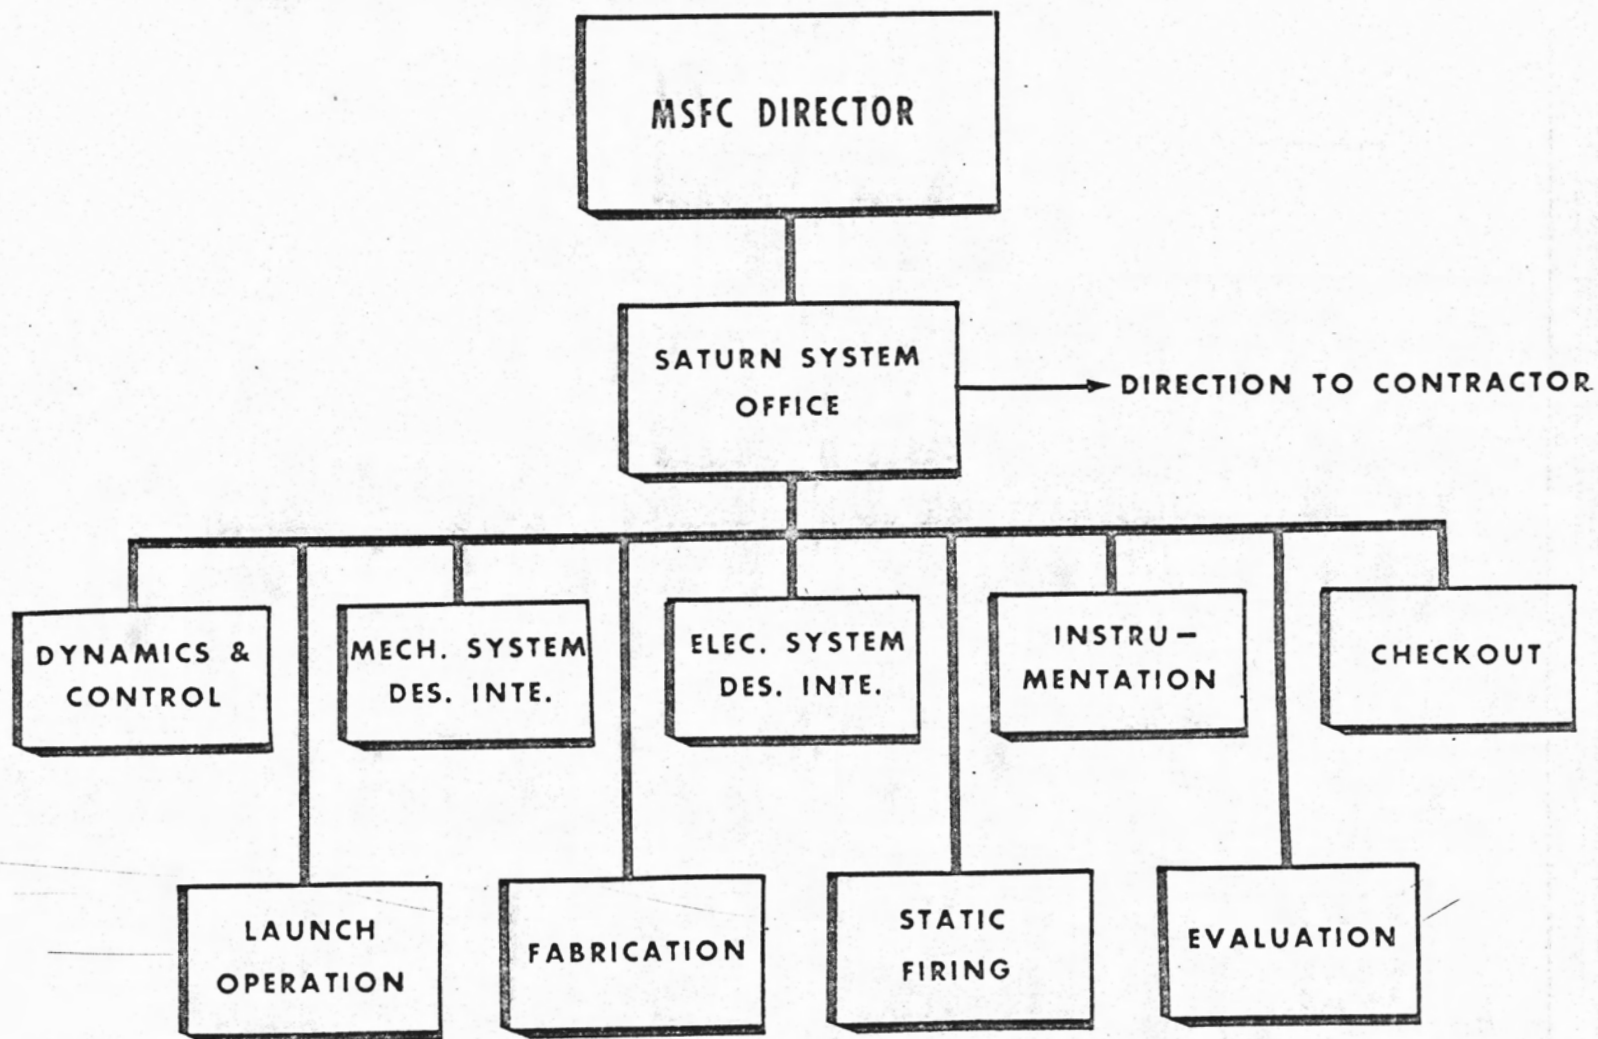 MSFC DIRECTOR
SATURN SYSTEM
OFFICE
DIRECTION TO CONTRACTOR
DYNAMICS &
CONTROL
MECH. SYSTEM
DES. INTE.
ELEC. SYSTEM
DES. INTE.
INSTRU-
MENTATION
CHECKOUT
LAUNCH
OPERATION
FABRICATION
STATIC
FIRING
EVALUATION